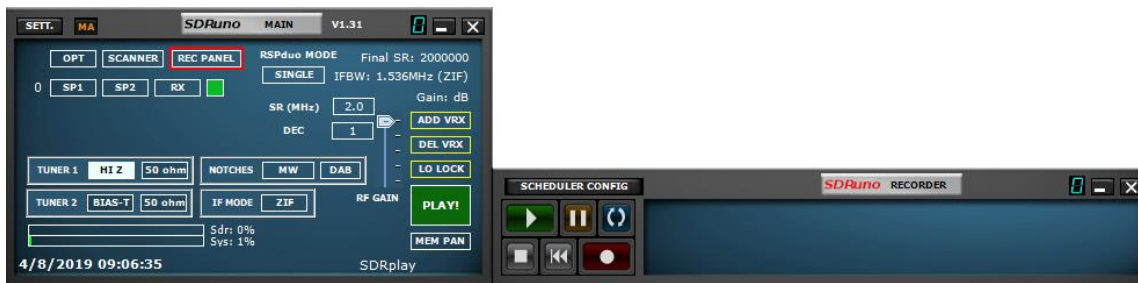 SETT. MA SDRuno MAIN V1.31
OPT SCANNER REC PANEL RSPduo MODE Final SR: 2000000
SINGLE IFBW: 1.536MHz (ZIF)
0 SP1 SP2 RX
Gain: dB
SR (MHz) 2.0
ADD VRX
DEC 1
DEL VRX
TUNER 1 HI Z 50 ohm NOTCHES MW DAB LO LOCK
TUNER 2 BIAS-T 50 ohm IF MODE ZIF RF GAIN PLAY!
Sdr: 0%
Sys: 1% MEM PAN
4/8/2019 09:06:35 SDRplay
SCHEDULER CONFIG SDRuno RECORDER